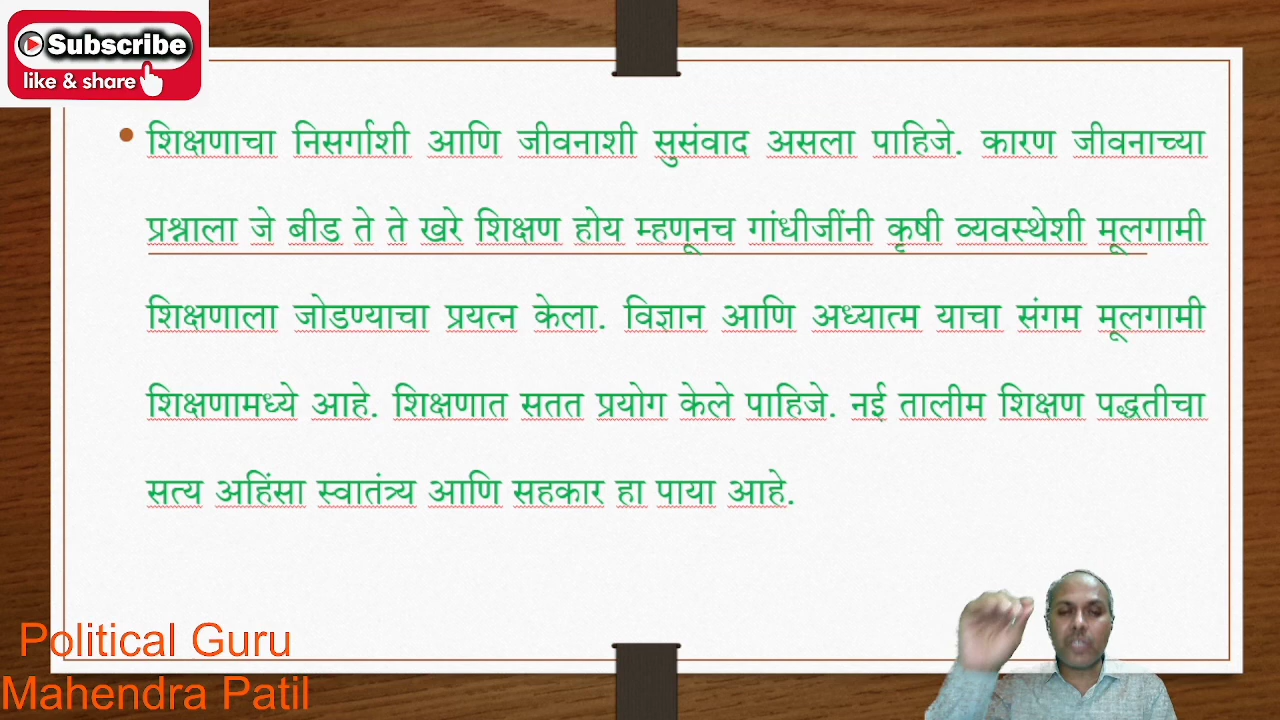 Subscribe
like & share
शिक्षणाचा निसर्गाशी आणि जीवनाशी सुसंवाद असला पाहिजे. कारण जीवनाच्या
प्रश्नाला जे बीड ते ते खरे शिक्षण होय म्हणूनच गांधीजींनी कृषी व्यवस्थेशी मूलगामी
शिक्षणाला जोडण्याचा प्रयत्न केला. विज्ञान आणि अध्यात्म याचा संगम मूलगामी
शिक्षणामध्ये आहे. शिक्षणात सतत प्रयोग केले पाहिजे. नई तालीम शिक्षण पद्धतीचा
सत्य अहिंसा स्वातंत्र्य आणि सहकार हा पाया आहे.
Political Guru
Mahendra Patil